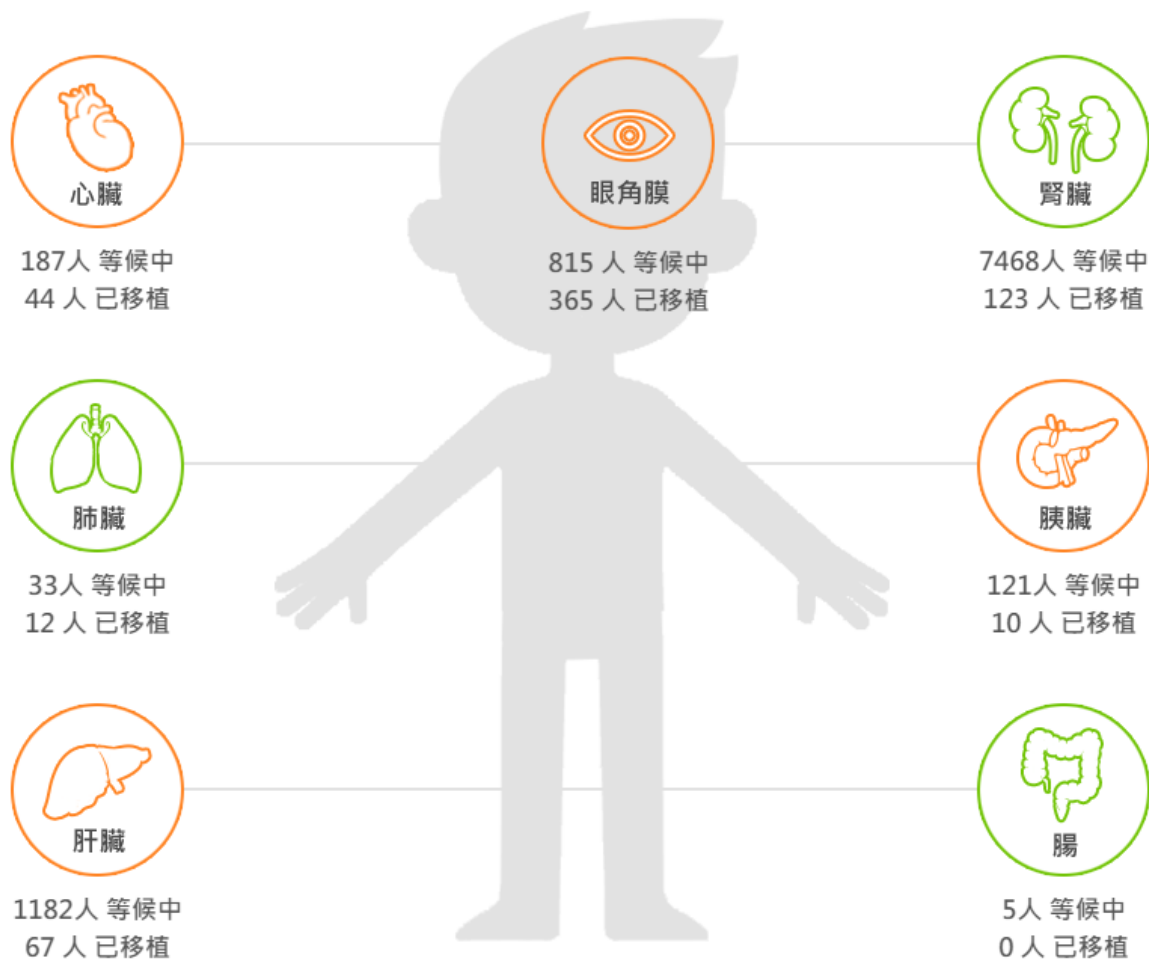 心臟
187人 等候中
44 人 已移植
眼角膜
815 人 等候中
365 人 已移植
腎臟
7468人 等候中
123 人 已移植
肺臟
33人 等候中
12 人 已移植
胰臟
121人 等候中
10 人 已移植
肝臟
1182人 等候中
67 人 已移植
腸
5人 等候中
0 人 已移植